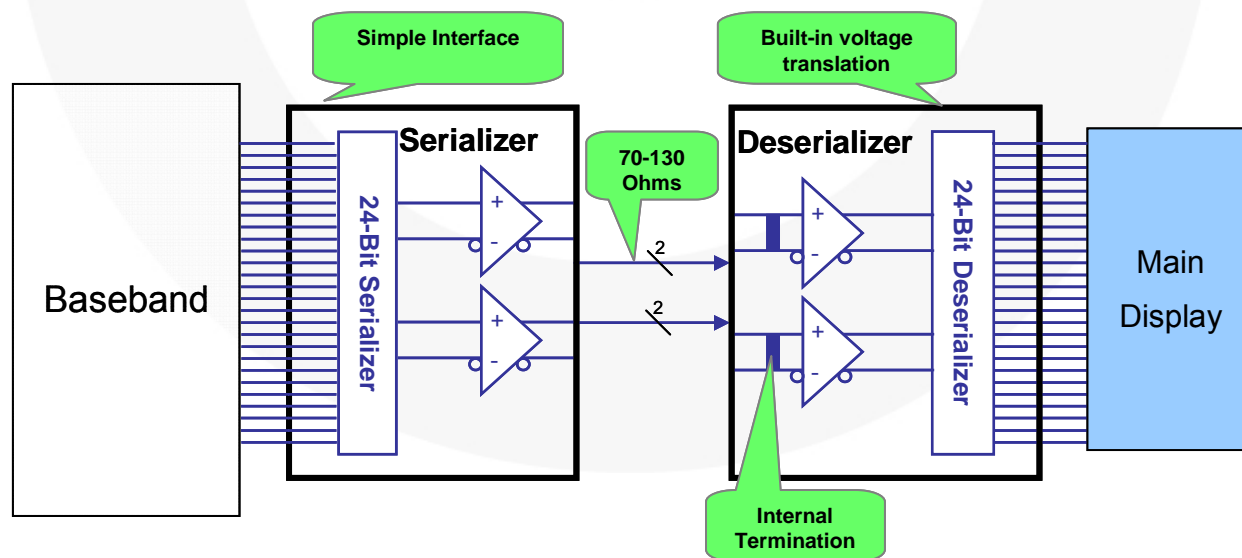 Simple Interface
Built-in voltage
translation
Serializer
70-130
Ohms
Deserializer
Baseband
24-Bit Serializer
+
-
+
-
2
2
+
-
+
-
24-Bit Deserializer
Main
Display
Internal
Termination